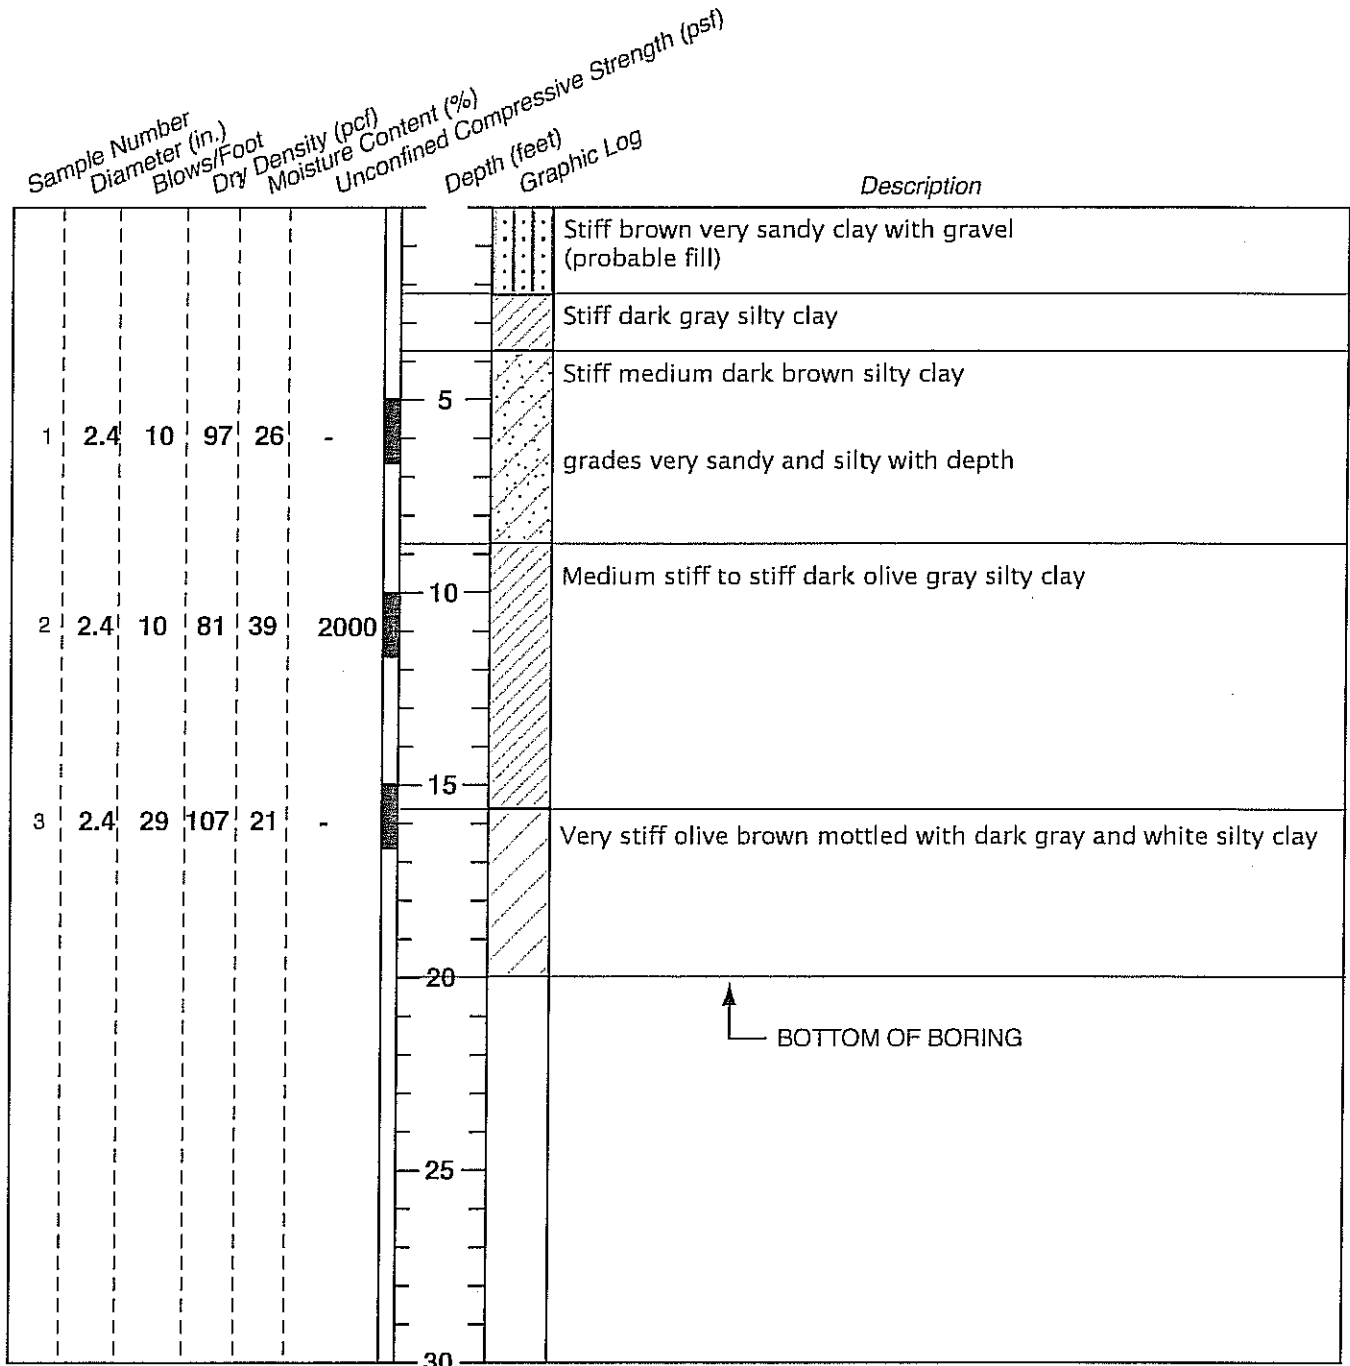 Sample Number
Diameter (in.)
Blows/Foot
Dry Density (pcf)
Moisture Content (%)
Unconfined Compressive Strength (psf)
Depth (feet)
Graphic Log
Description
Stiff brown very sandy clay with gravel
(probable fill)
Stiff dark gray silty clay
Stiff medium dark brown silty clay
5
1 2.4 10 97 26 -
grades very sandy and silty with depth
Medium stiff to stiff dark olive gray silty clay
10
2 2.4 10 81 39 2000
15
3 2.4 29 107 21 -
Very stiff olive brown mottled with dark gray and white silty clay
20
BOTTOM OF BORING
25
30